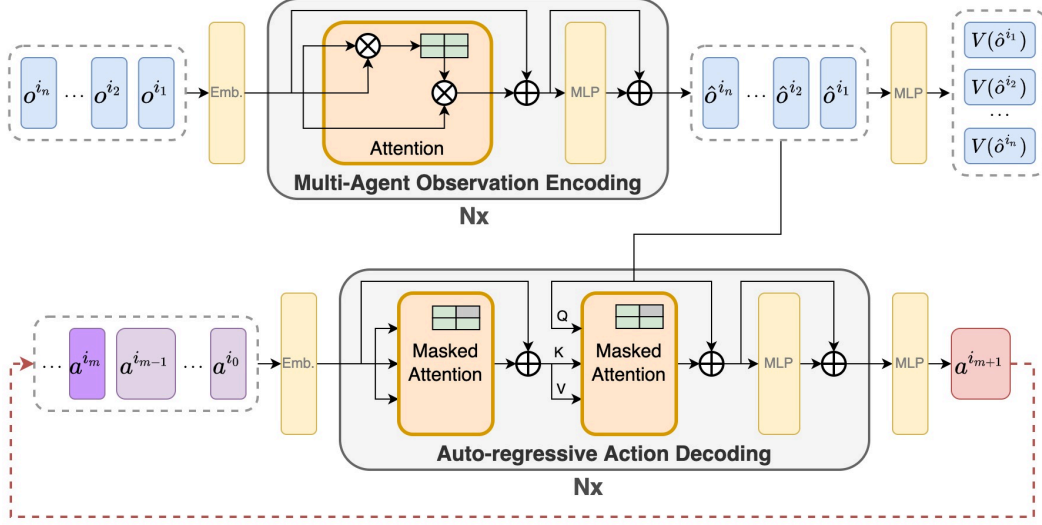 o^{i_n} ... o^{i_2} o^{i_1}
Emb.
Attention
MLP
Multi-Agent Observation Encoding
Nx
ô^{i_n} ... ô^{i_2} ô^{i_1}
MLP
V(ô^{i_1})
V(ô^{i_2})
...
V(ô^{i_n})
... a^{i_m} a^{i_{m-1}} ... a^{i_0}
Emb.
Masked
Attention
Q
K
V
Masked
Attention
MLP
MLP
a^{i_{m+1}}
Auto-regressive Action Decoding
Nx